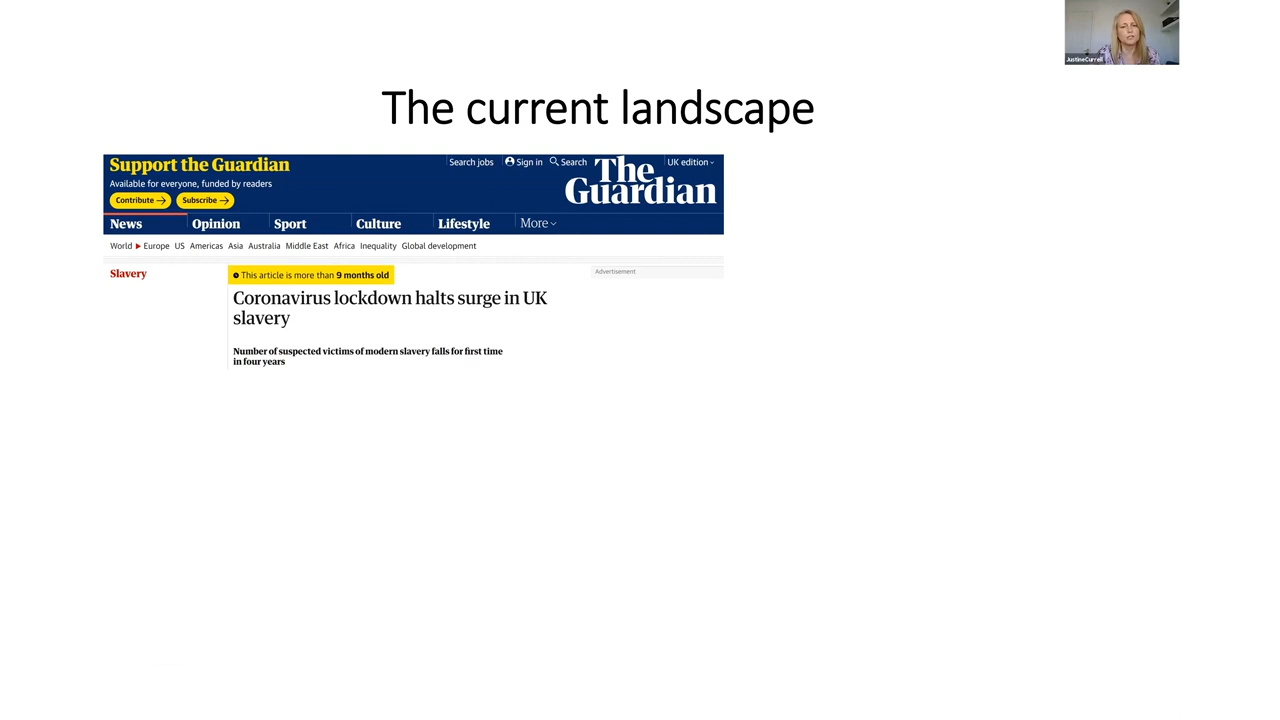 JustineCurrell
The current landscape
Support the Guardian
Available for everyone, funded by readers
Contribute → Subscribe →
Search jobs Sign in Search
The Guardian
UK edition
News Opinion Sport Culture Lifestyle More
World Europe US Americas Asia Australia Middle East Africa Inequality Global development
Slavery
This article is more than 9 months old
Advertisement
Coronavirus lockdown halts surge in UK
slavery
Number of suspected victims of modern slavery falls for first time
in four years